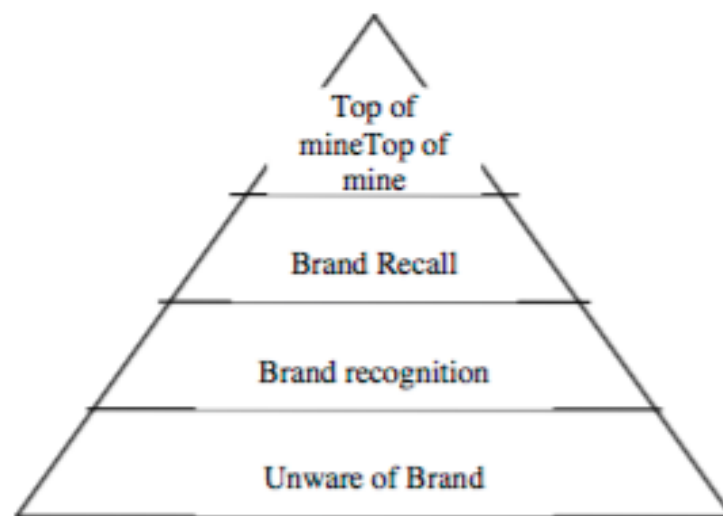 Top of
mineTop of
mine
Brand Recall
Brand recognition
Unware of Brand